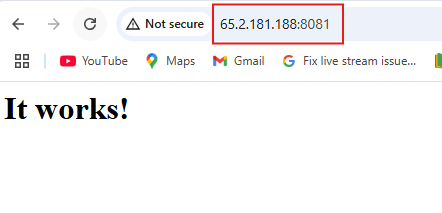 Not secure 65.2.181.188:8081
YouTube Maps Gmail Fix live stream issue...
It works!